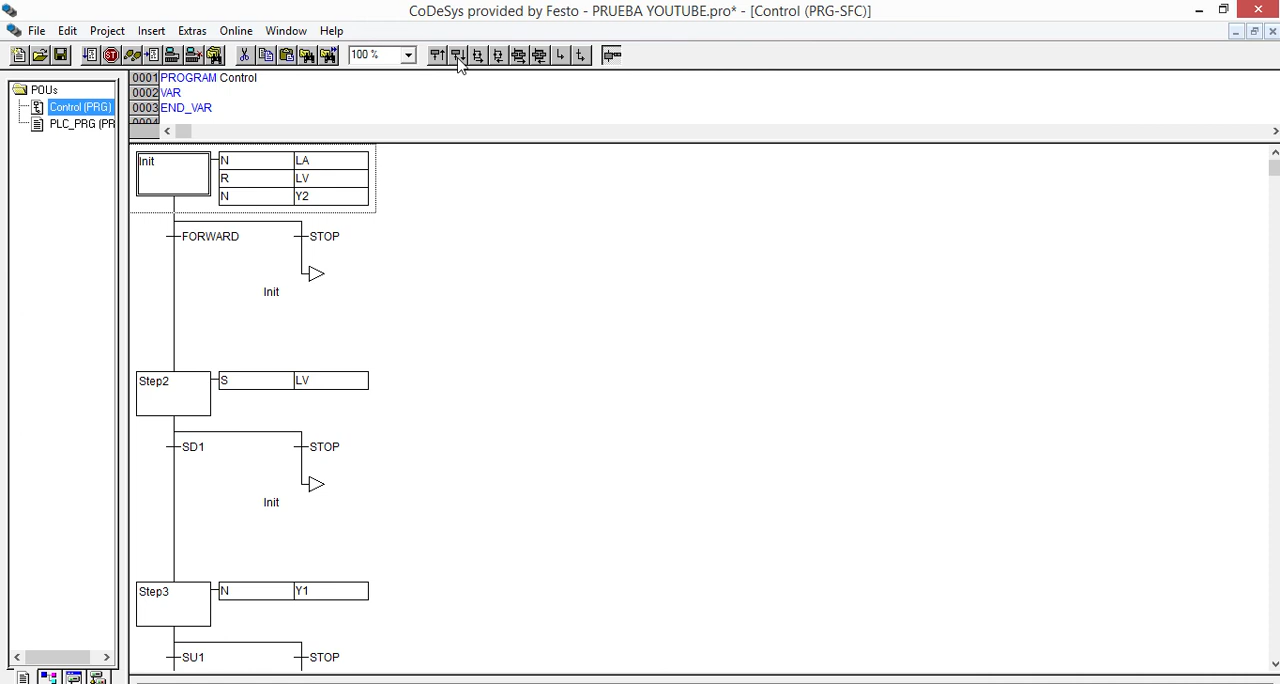 CoDeSys provided by Festo - PRUEBA YOUTUBE.pro* - [Control (PRG-SFC)]
File Edit Project Insert Extras Online Window Help
100 %
POUs
Control (PRG)
PLC_PRG (PR
0001 PROGRAM Control
0002 VAR
0003 END_VAR
0004
Init N LA
R LV
N Y2
FORWARD STOP
Init
Step2 S LV
SD1 STOP
Init
Step3 N Y1
SU1 STOP